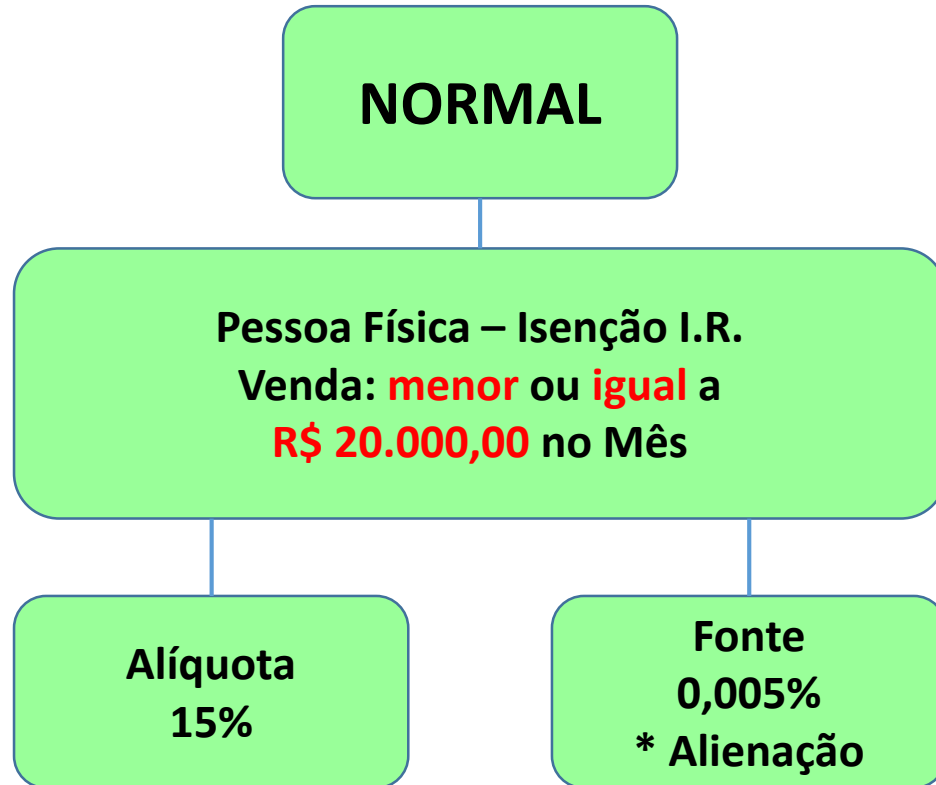 NORMAL
Pessoa Física – Isenção I.R.
Venda: menor ou igual a
R$ 20.000,00 no Mês
Alíquota
15%
Fonte
0,005%
* Alienação